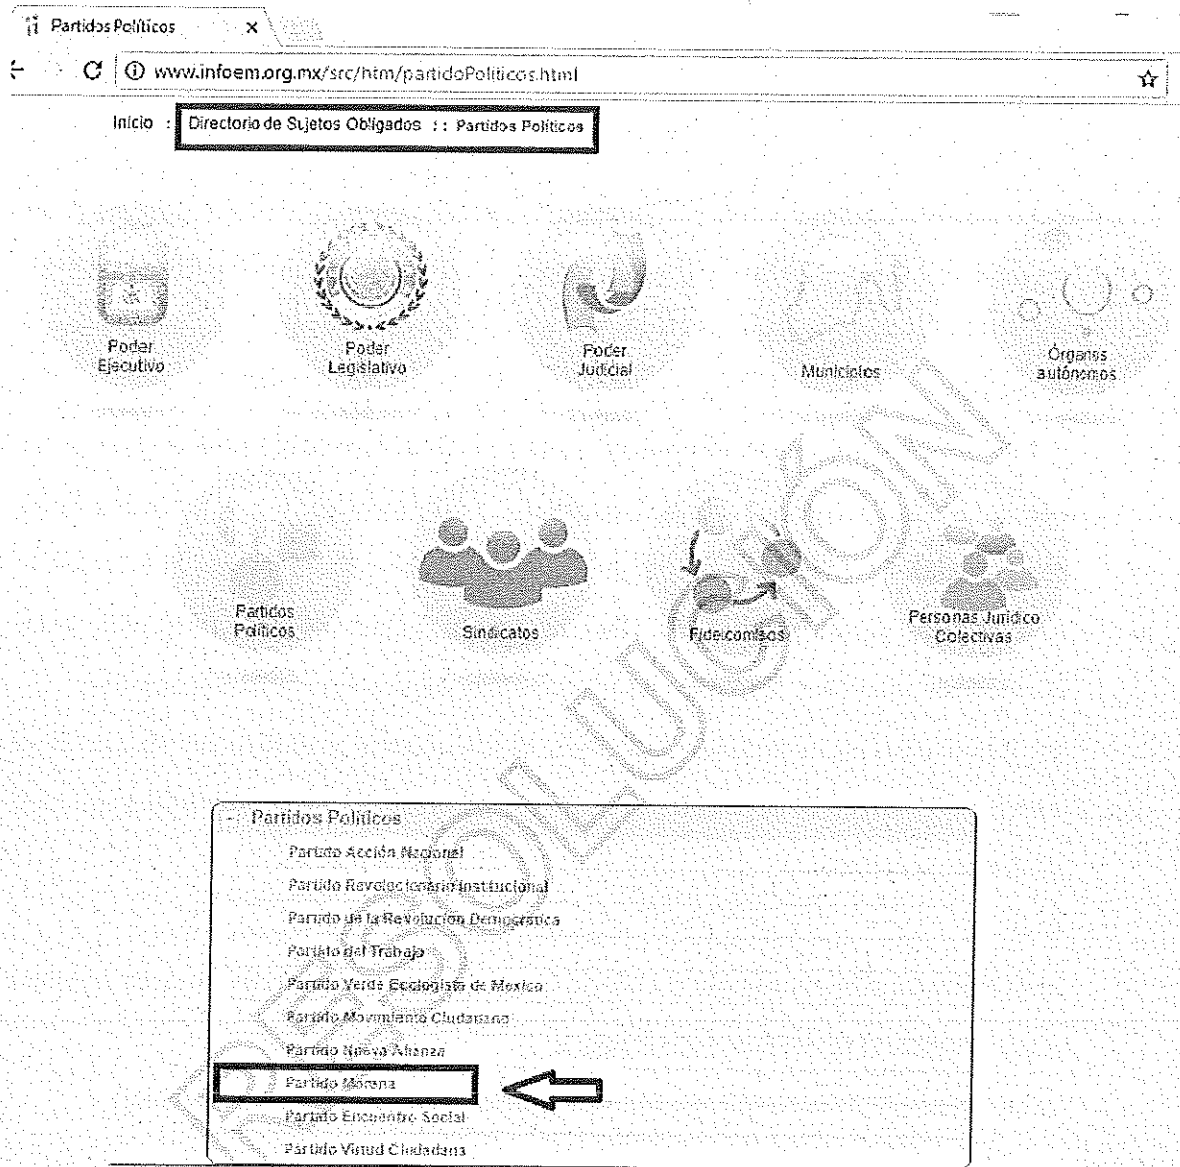 Partidos Políticos ×
www.infoem.org.mx/src/htm/partidoPoliticos.html
Inicio : Directorio de Sujetos Obligados :: Partidos Políticos
Poder Ejecutivo
Poder Legislativo
Poder Judicial
Municipios
Órganos autónomos
Partidos Políticos
Sindicatos
Fideicomisos
Personas Jurídico Colectivas
- Partidos Políticos
Partido Acción Nacional
Partido Revolucionario Institucional
Partido de la Revolución Democrática
Partido del Trabajo
Partido Verde Ecologista de México
Partido Movimiento Ciudadano
Partido Nueva Alianza
Partido Morena
Partido Encuentro Social
Partido Virtud Ciudadana
RESOLUCIÓN